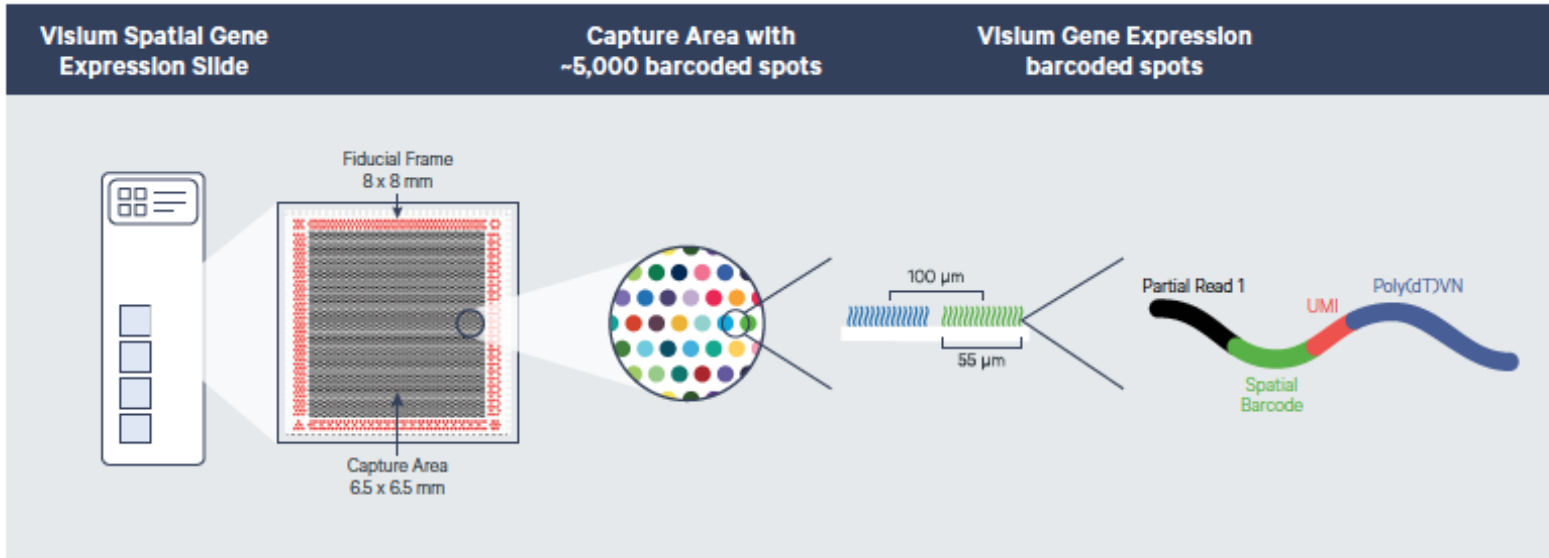 Visium Spatial Gene
Expression Slide
Capture Area with
~5,000 barcoded spots
Visium Gene Expression
barcoded spots
Fiducial Frame
8 x 8 mm
Capture Area
6.5 x 6.5 mm
100 µm
55 µm
Partial Read 1
Spatial
Barcode
UMI
Poly(dT)VN